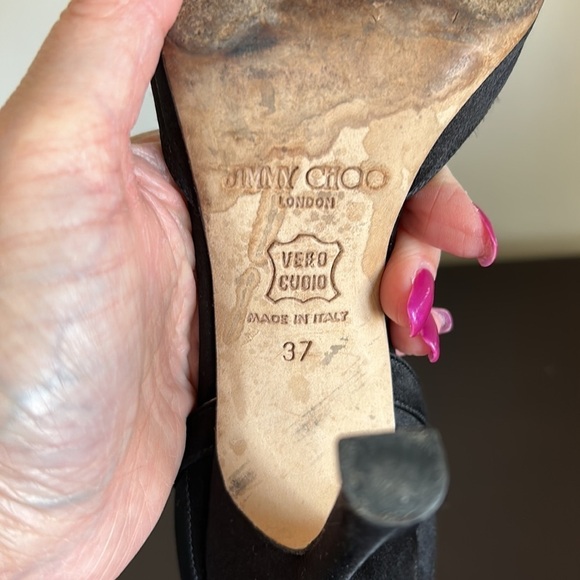 JIMMY CHOO
LONDON
VERO
CUOIO
MADE IN ITALY
37